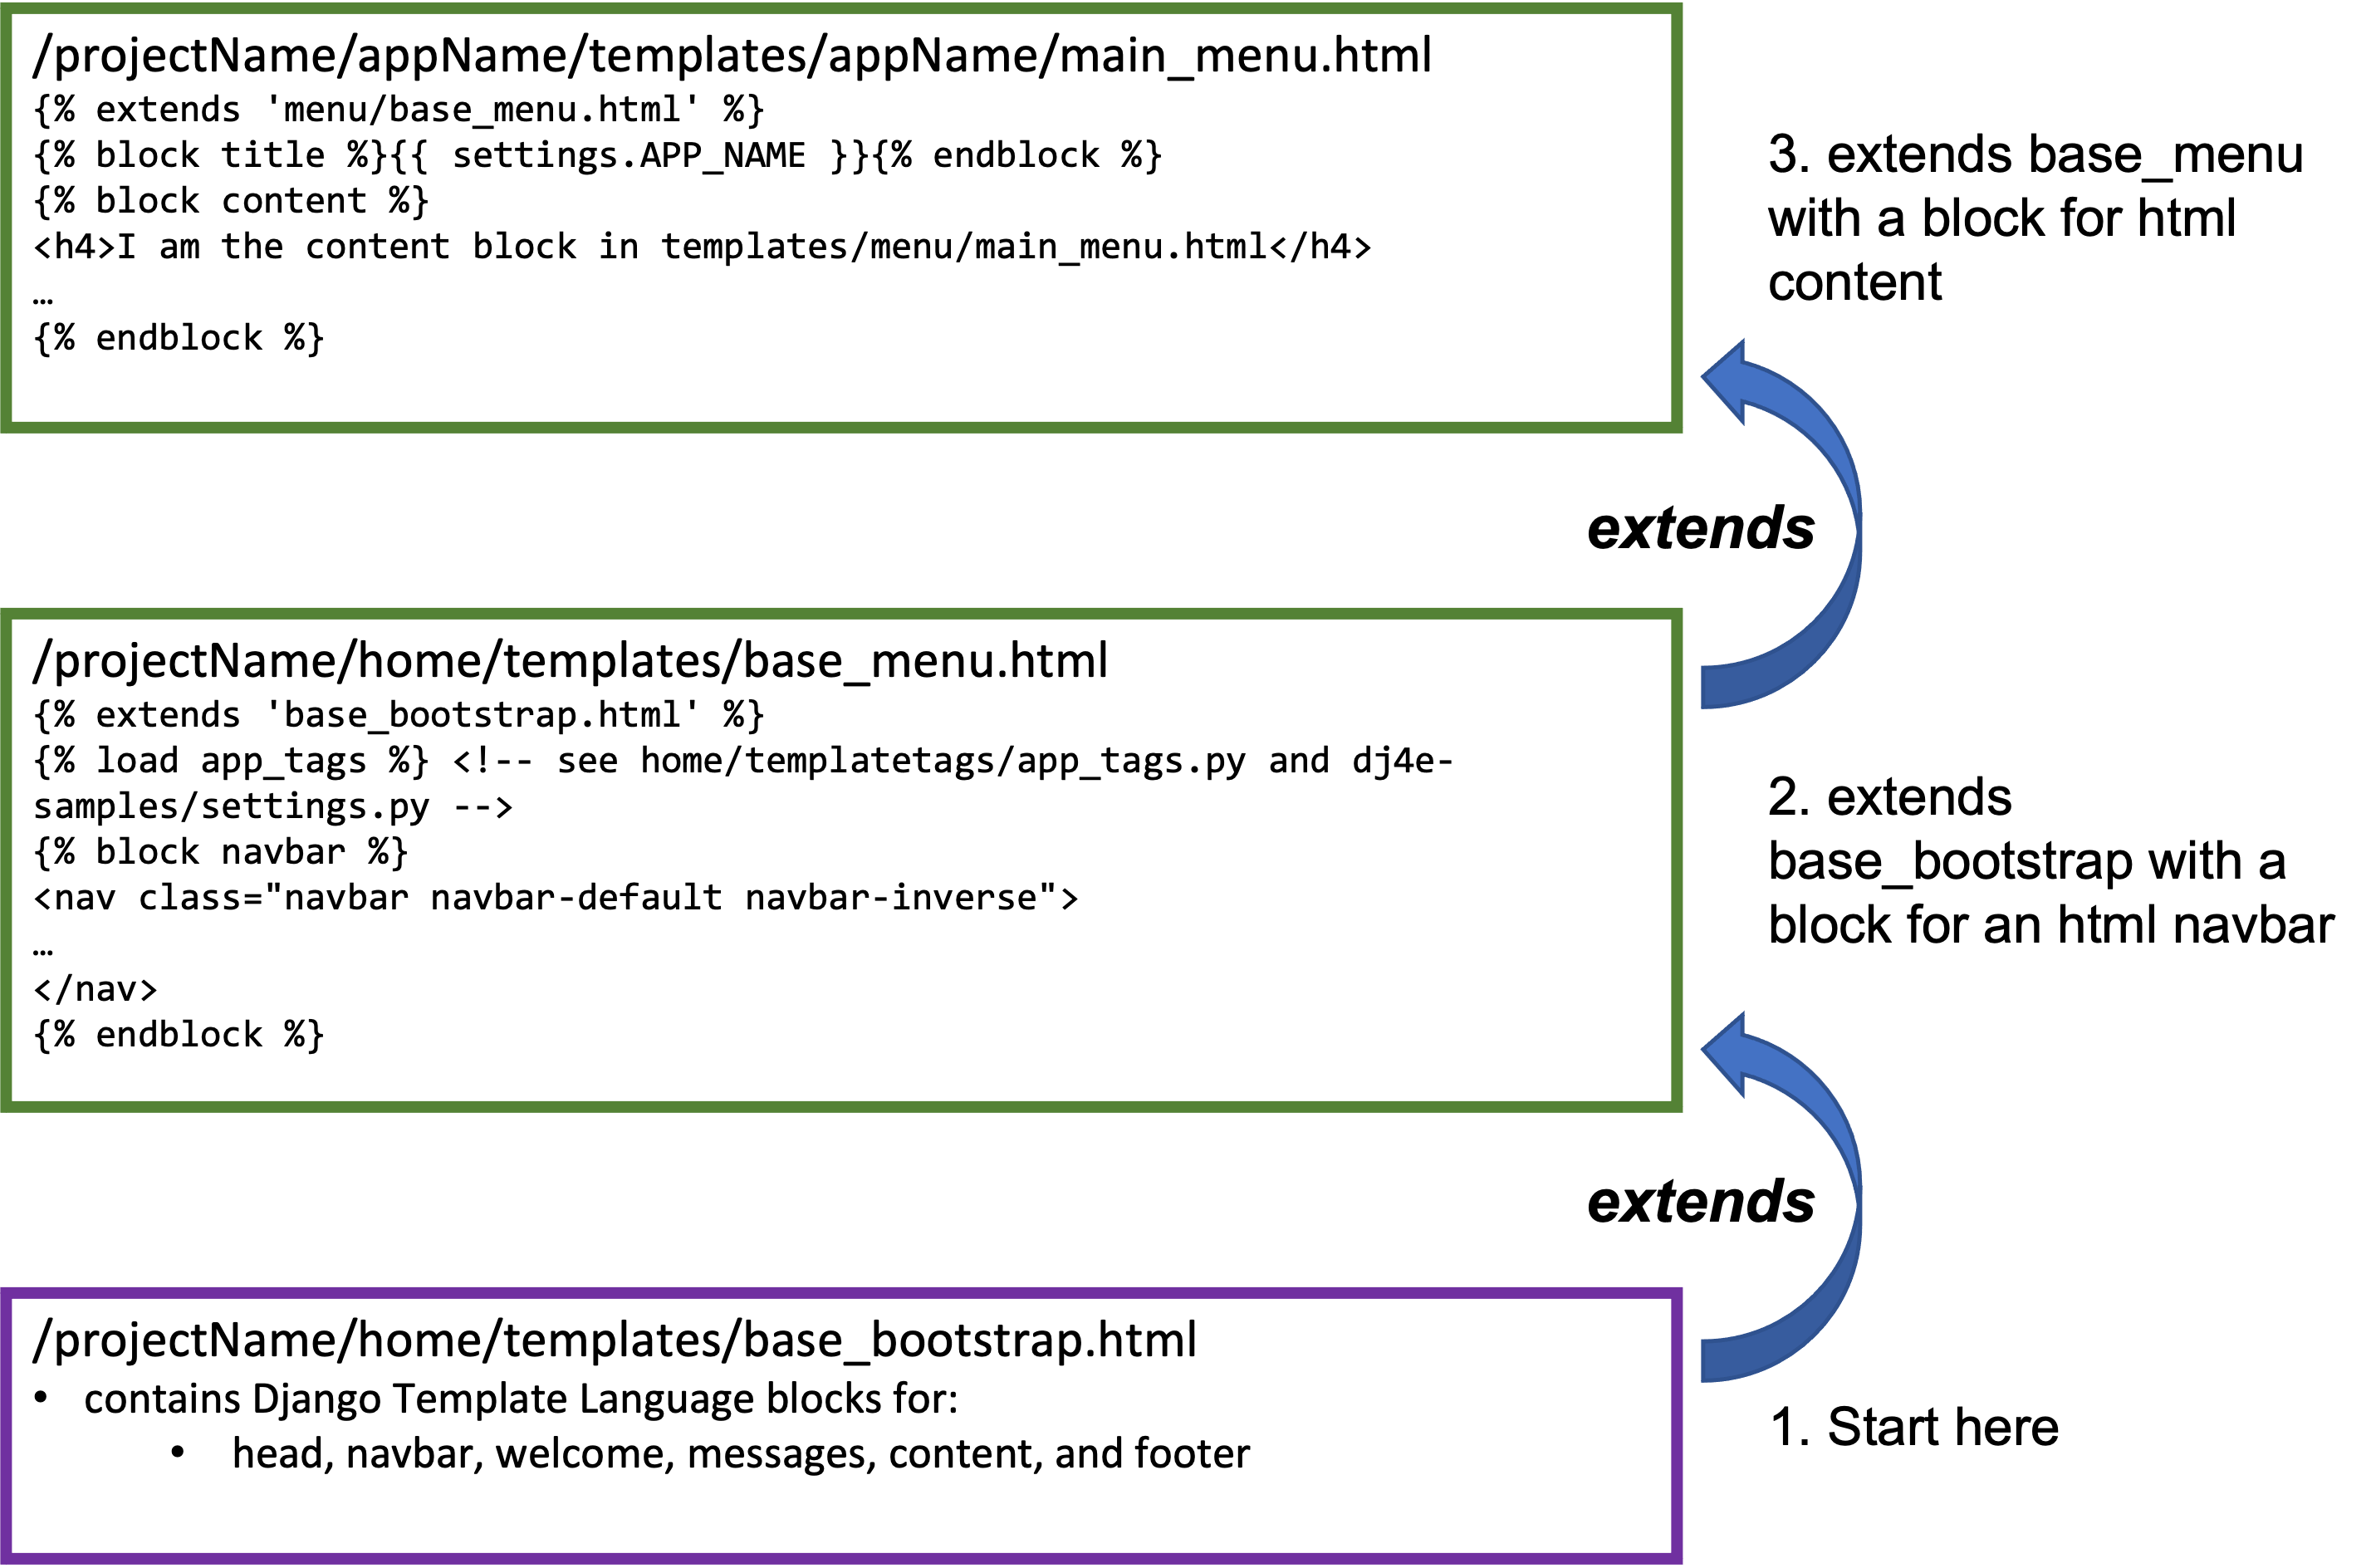 /projectName/appName/templates/appName/main_menu.html
{% extends 'menu/base_menu.html' %}
{% block title %}{{ settings.APP_NAME }}{% endblock %}
{% block content %}
<h4>I am the content block in templates/menu/main_menu.html</h4>
…
{% endblock %}
3. extends base_menu
with a block for html
content
extends
/projectName/home/templates/base_menu.html
{% extends 'base_bootstrap.html' %}
{% load app_tags %} <!-- see home/templatetags/app_tags.py and dj4e-
samples/settings.py -->
{% block navbar %}
<nav class="navbar navbar-default navbar-inverse">
…
</nav>
{% endblock %}
2. extends
base_bootstrap with a
block for an html navbar
extends
/projectName/home/templates/base_bootstrap.html
• contains Django Template Language blocks for:
• head, navbar, welcome, messages, content, and footer
1. Start here